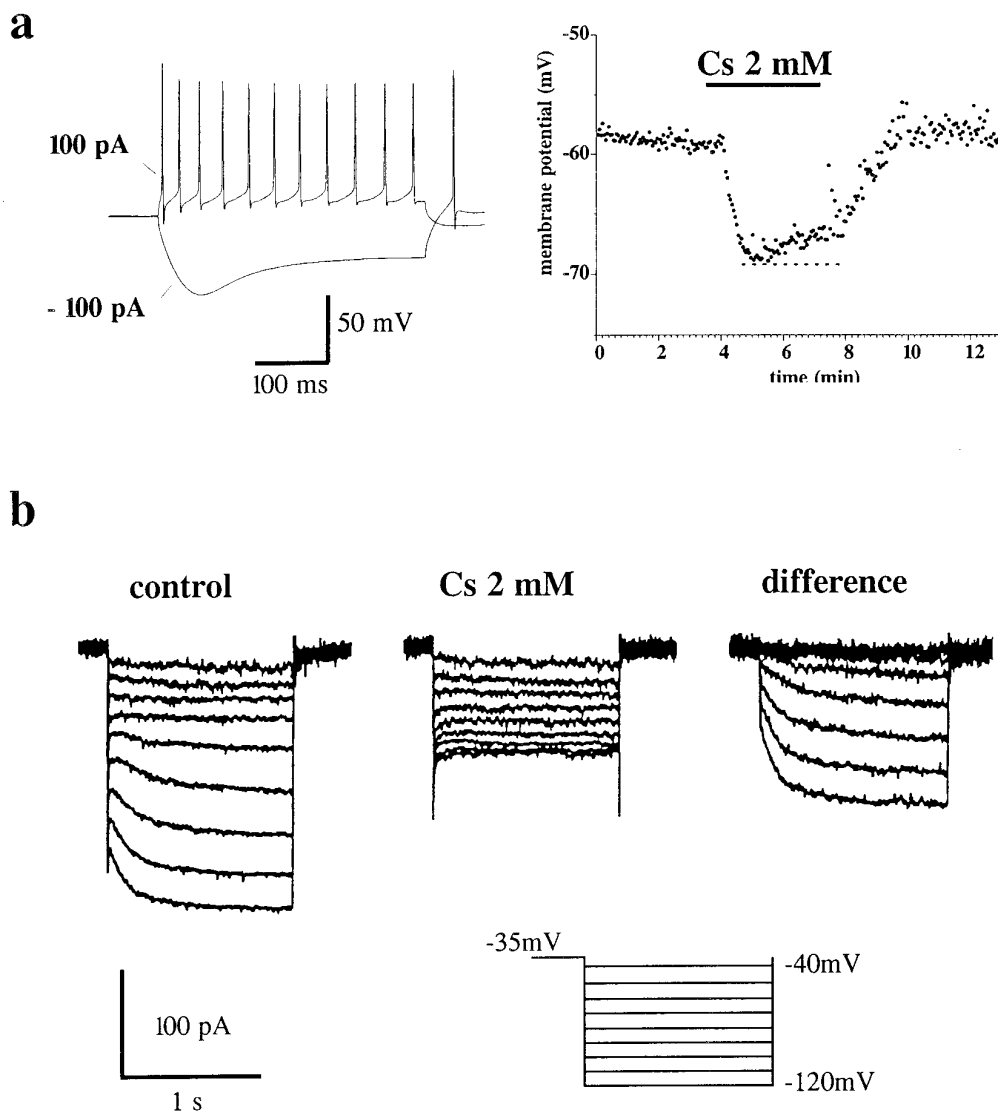 a
100 pA
- 100 pA
50 mV
100 ms
Cs 2 mM
membrane potential (mV)
-50
-60
-70
0 2 4 6 8 10 12
time (min)
b
control
Cs 2 mM
difference
100 pA
1 s
-35mV
-40mV
-120mV